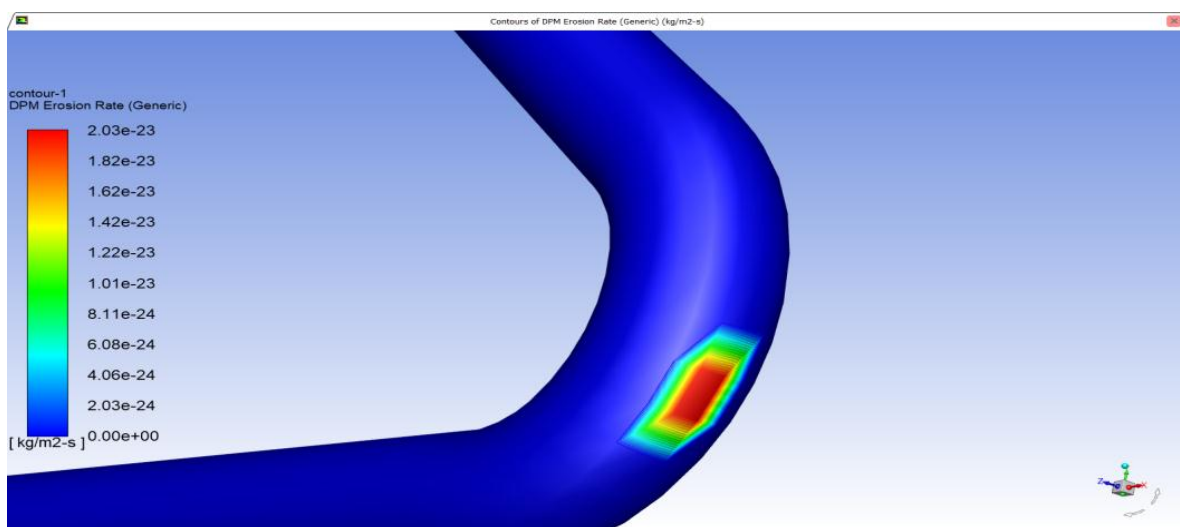 Contours of DPM Erosion Rate (Generic) (kg/m2-s)
contour-1
DPM Erosion Rate (Generic)
2.03e-23
1.82e-23
1.62e-23
1.42e-23
1.22e-23
1.01e-23
8.11e-24
6.08e-24
4.06e-24
2.03e-24
0.00e+00
[ kg/m2-s ]
Z
X